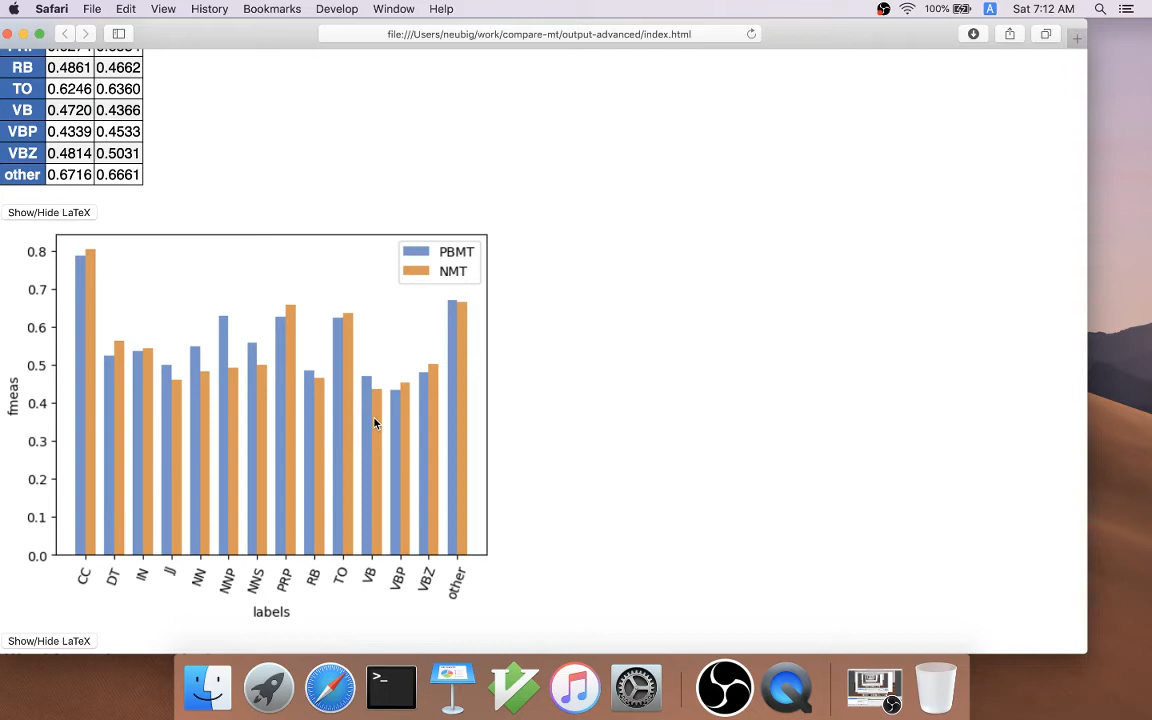 Safari File Edit View History Bookmarks Develop Window Help 100% A Sat 7:12 AM
file:///Users/neubig/work/compare-mt/output-advanced/index.html
RB 0.4861 0.4662
TO 0.6246 0.6360
VB 0.4720 0.4366
VBP 0.4339 0.4533
VBZ 0.4814 0.5031
other 0.6716 0.6661
Show/Hide LaTeX
PBMT
NMT
0.8
0.7
0.6
0.5
0.4
0.3
0.2
0.1
0.0
fmeas
CC DT IN JJ NN NNP NNS PRP RB TO VB VBP VBZ other
labels
Show/Hide LaTeX
>_